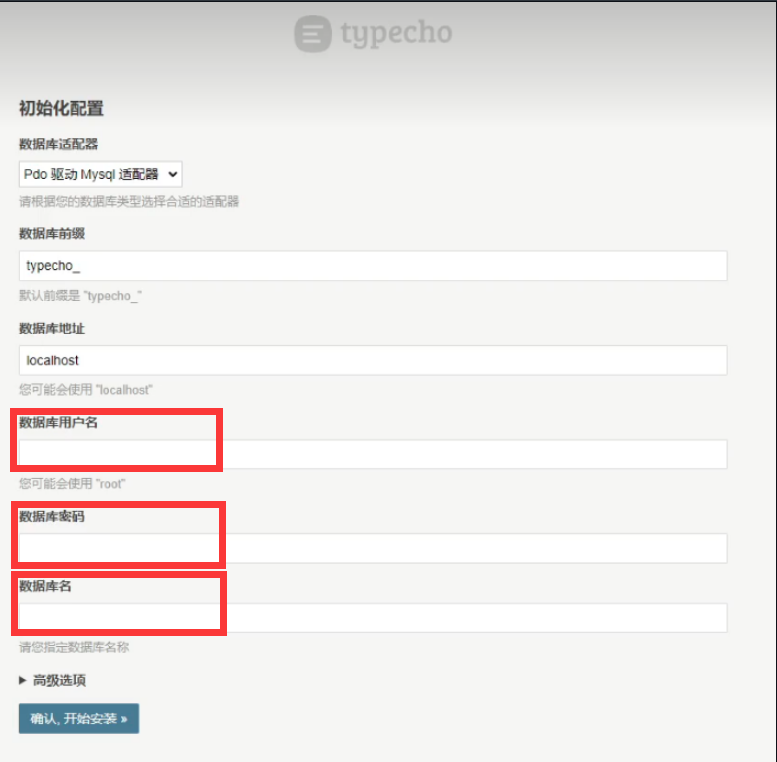 typecho
初始化配置
数据库适配器
Pdo 驱动 Mysql 适配器
请根据您的数据库类型选择合适的适配器
数据库前缀
typecho_
默认前缀是 "typecho_"
数据库地址
localhost
您可能会使用 "localhost"
数据库用户名
您可能会使用 "root"
数据库密码
数据库名
请您指定数据库名称
高级选项
确认, 开始安装 »